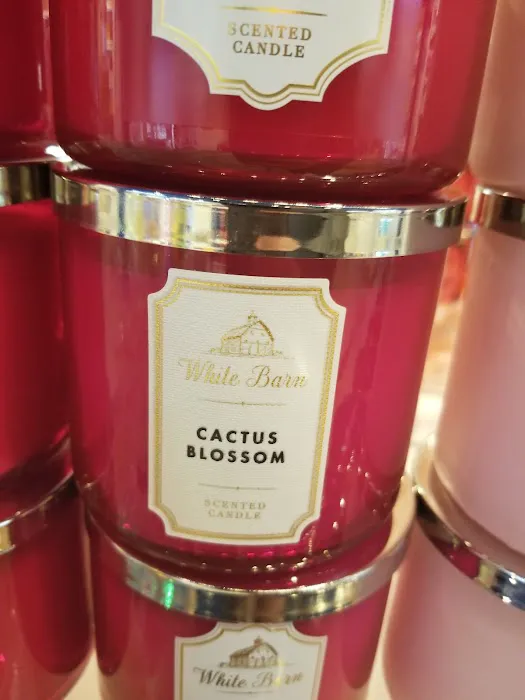 SCENTED
CANDLE
White Barn
CACTUS
BLOSSOM
SCENTED
CANDLE
White Barn